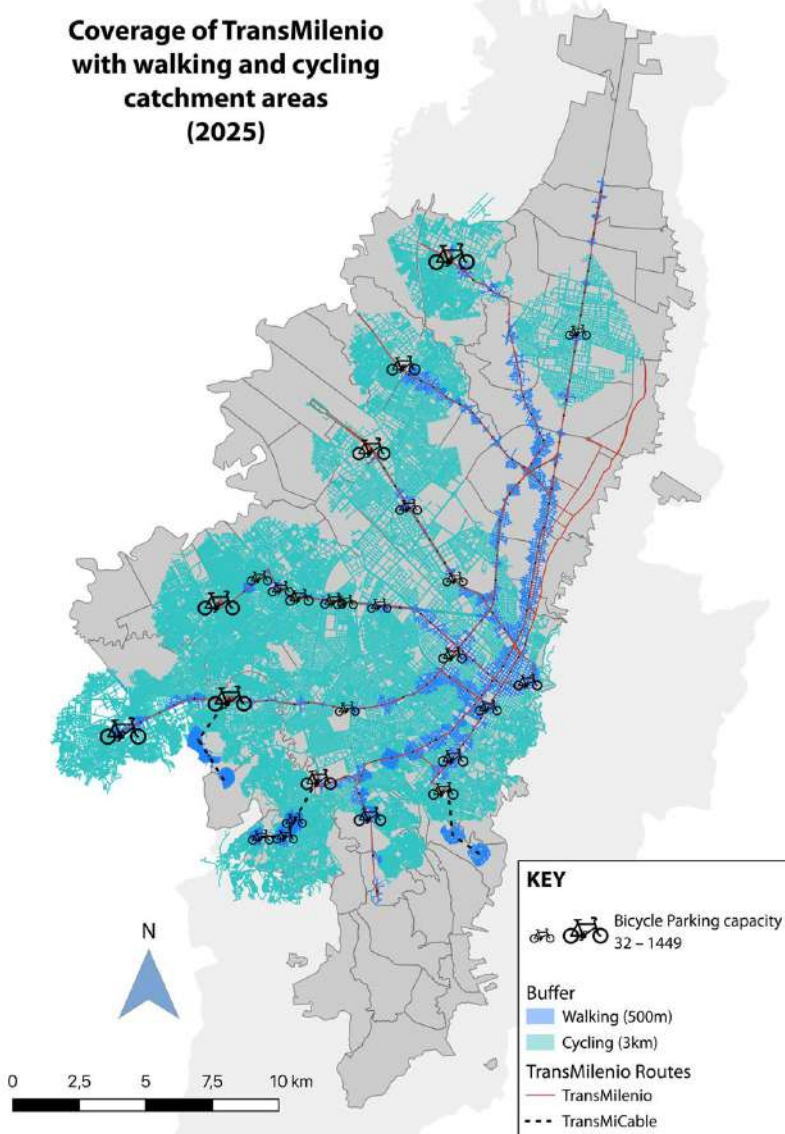 Coverage of TransMilenio
with walking and cycling
catchment areas
(2025)
N
0 2,5 5 7,5 10 km
KEY
Bicycle Parking capacity
32 – 1449
Buffer
Walking (500m)
Cycling (3km)
TransMilenio Routes
TransMilenio
TransMiCable